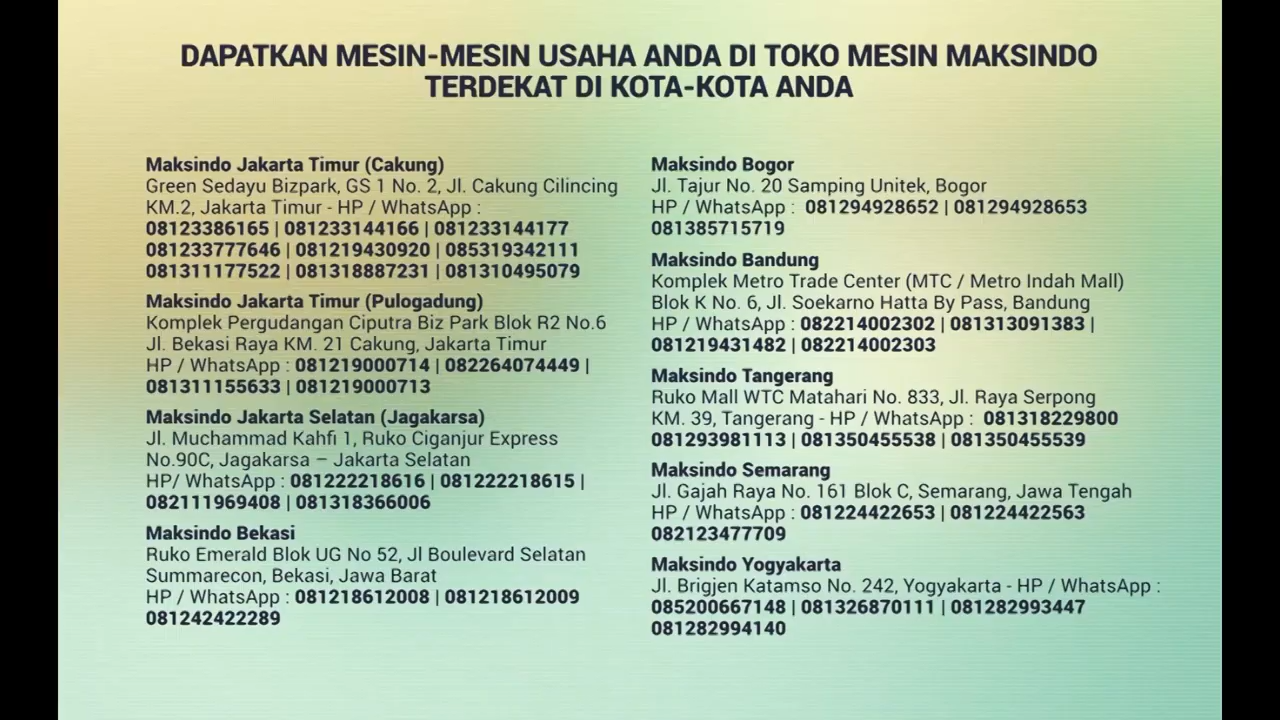 DAPATKAN MESIN-MESIN USAHA ANDA DI TOKO MESIN MAKSINDO
TERDEKAT DI KOTA-KOTA ANDA
Maksindo Jakarta Timur (Cakung)
Green Sedayu Bizpark, GS 1 No. 2, Jl. Cakung Cilincing
KM.2, Jakarta Timur - HP / WhatsApp :
08123386165 | 081233144166 | 081233144177
081233777646 | 081219430920 | 085319342111
081311177522 | 081318887231 | 081310495079
Maksindo Jakarta Timur (Pulogadung)
Komplek Pergudangan Ciputra Biz Park Blok R2 No.6
Jl. Bekasi Raya KM. 21 Cakung, Jakarta Timur
HP / WhatsApp : 081219000714 | 082264074449 |
081311155633 | 081219000713
Maksindo Jakarta Selatan (Jagakarsa)
Jl. Muchammad Kahfi 1, Ruko Ciganjur Express
No.90C, Jagakarsa – Jakarta Selatan
HP/ WhatsApp : 081222218616 | 081222218615 |
082111969408 | 081318366006
Maksindo Bekasi
Ruko Emerald Blok UG No 52, Jl Boulevard Selatan
Summarecon, Bekasi, Jawa Barat
HP / WhatsApp : 081218612008 | 081218612009
081242422289
Maksindo Bogor
Jl. Tajur No. 20 Samping Unitek, Bogor
HP / WhatsApp : 081294928652 | 081294928653
081385715719
Maksindo Bandung
Komplek Metro Trade Center (MTC / Metro Indah Mall)
Blok K No. 6, Jl. Soekarno Hatta By Pass, Bandung
HP / WhatsApp : 082214002302 | 081313091383 |
081219431482 | 082214002303
Maksindo Tangerang
Ruko Mall WTC Matahari No. 833, Jl. Raya Serpong
KM. 39, Tangerang - HP / WhatsApp : 081318229800
081293981113 | 081350455538 | 081350455539
Maksindo Semarang
Jl. Gajah Raya No. 161 Blok C, Semarang, Jawa Tengah
HP / WhatsApp : 081224422653 | 081224422563
082123477709
Maksindo Yogyakarta
Jl. Brigjen Katamso No. 242, Yogyakarta - HP / WhatsApp :
085200667148 | 081326870111 | 081282993447
081282994140